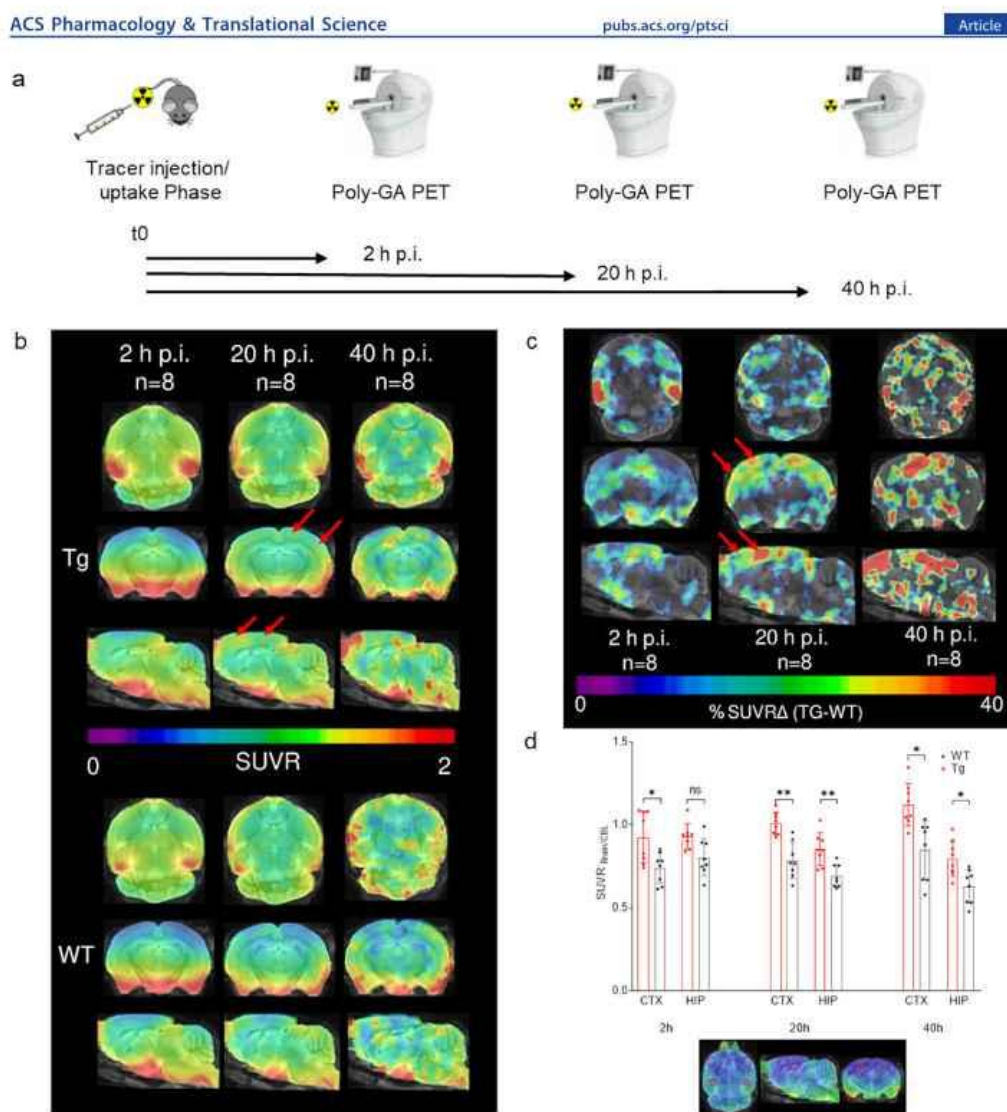 ACS Pharmacology & Translational Science pubs.acs.org/ptsci Article
a
Tracer injection/
uptake Phase
Poly-GA PET
Poly-GA PET
Poly-GA PET
t0
2 h p.i.
20 h p.i.
40 h p.i.
b
2 h p.i. 20 h p.i. 40 h p.i.
n=8 n=8 n=8
Tg
0 SUVR 2
WT
c
2 h p.i. 20 h p.i. 40 h p.i.
n=8 n=8 n=8
0 % SUVRΔ (TG-WT) 40
d
1.5
WT
Tg
* ns ** ** * *
1.0
SUVR Brain/CBL
0.5
0.0
CTX HIP CTX HIP CTX HIP
2h 20h 40h